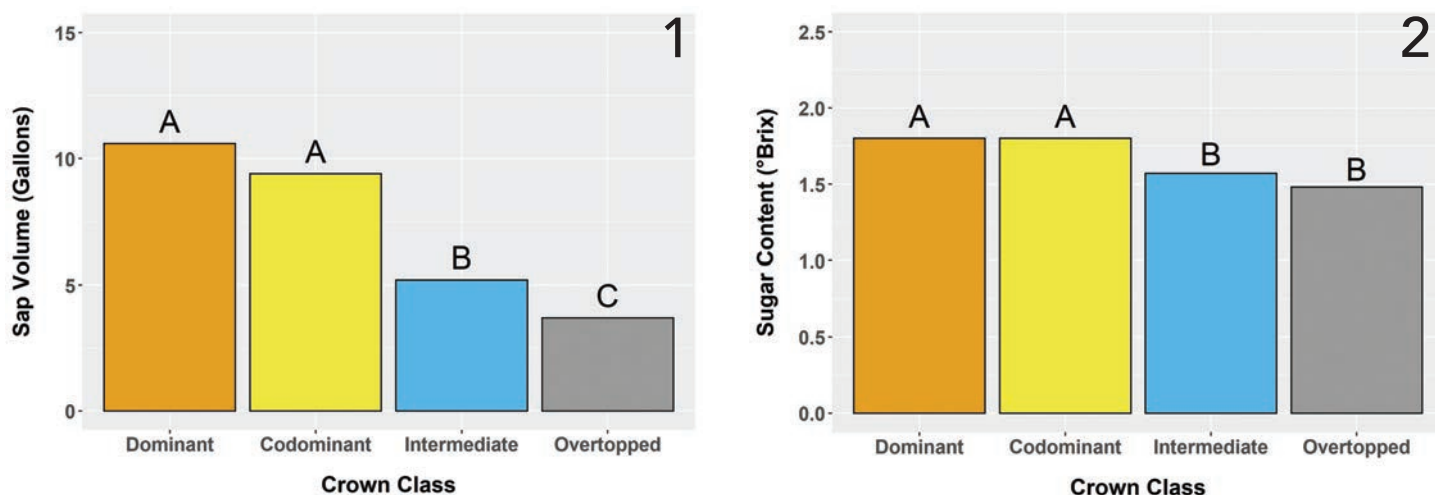 1
Sap Volume (Gallons)
15
10
5
0
A
A
B
C
Dominant Codominant Intermediate Overtopped
Crown Class
2
Sugar Content (°Brix)
2.5
2.0
1.5
1.0
0.5
0.0
A
A
B
B
Dominant Codominant Intermediate Overtopped
Crown Class